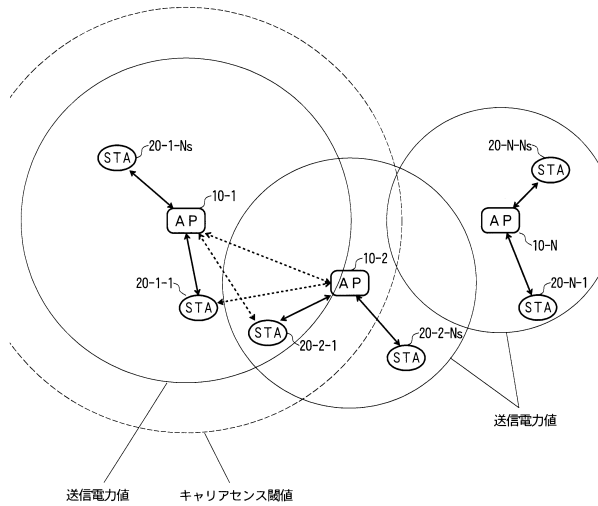 20-1-Ns
STA
20-N-Ns
STA
10-1
AP
AP
10-N
10-2
AP
20-1-1
STA
20-N-1
STA
STA
20-2-1
20-2-Ns
STA
送信電力値
送信電力値
キャリアセンス閾値